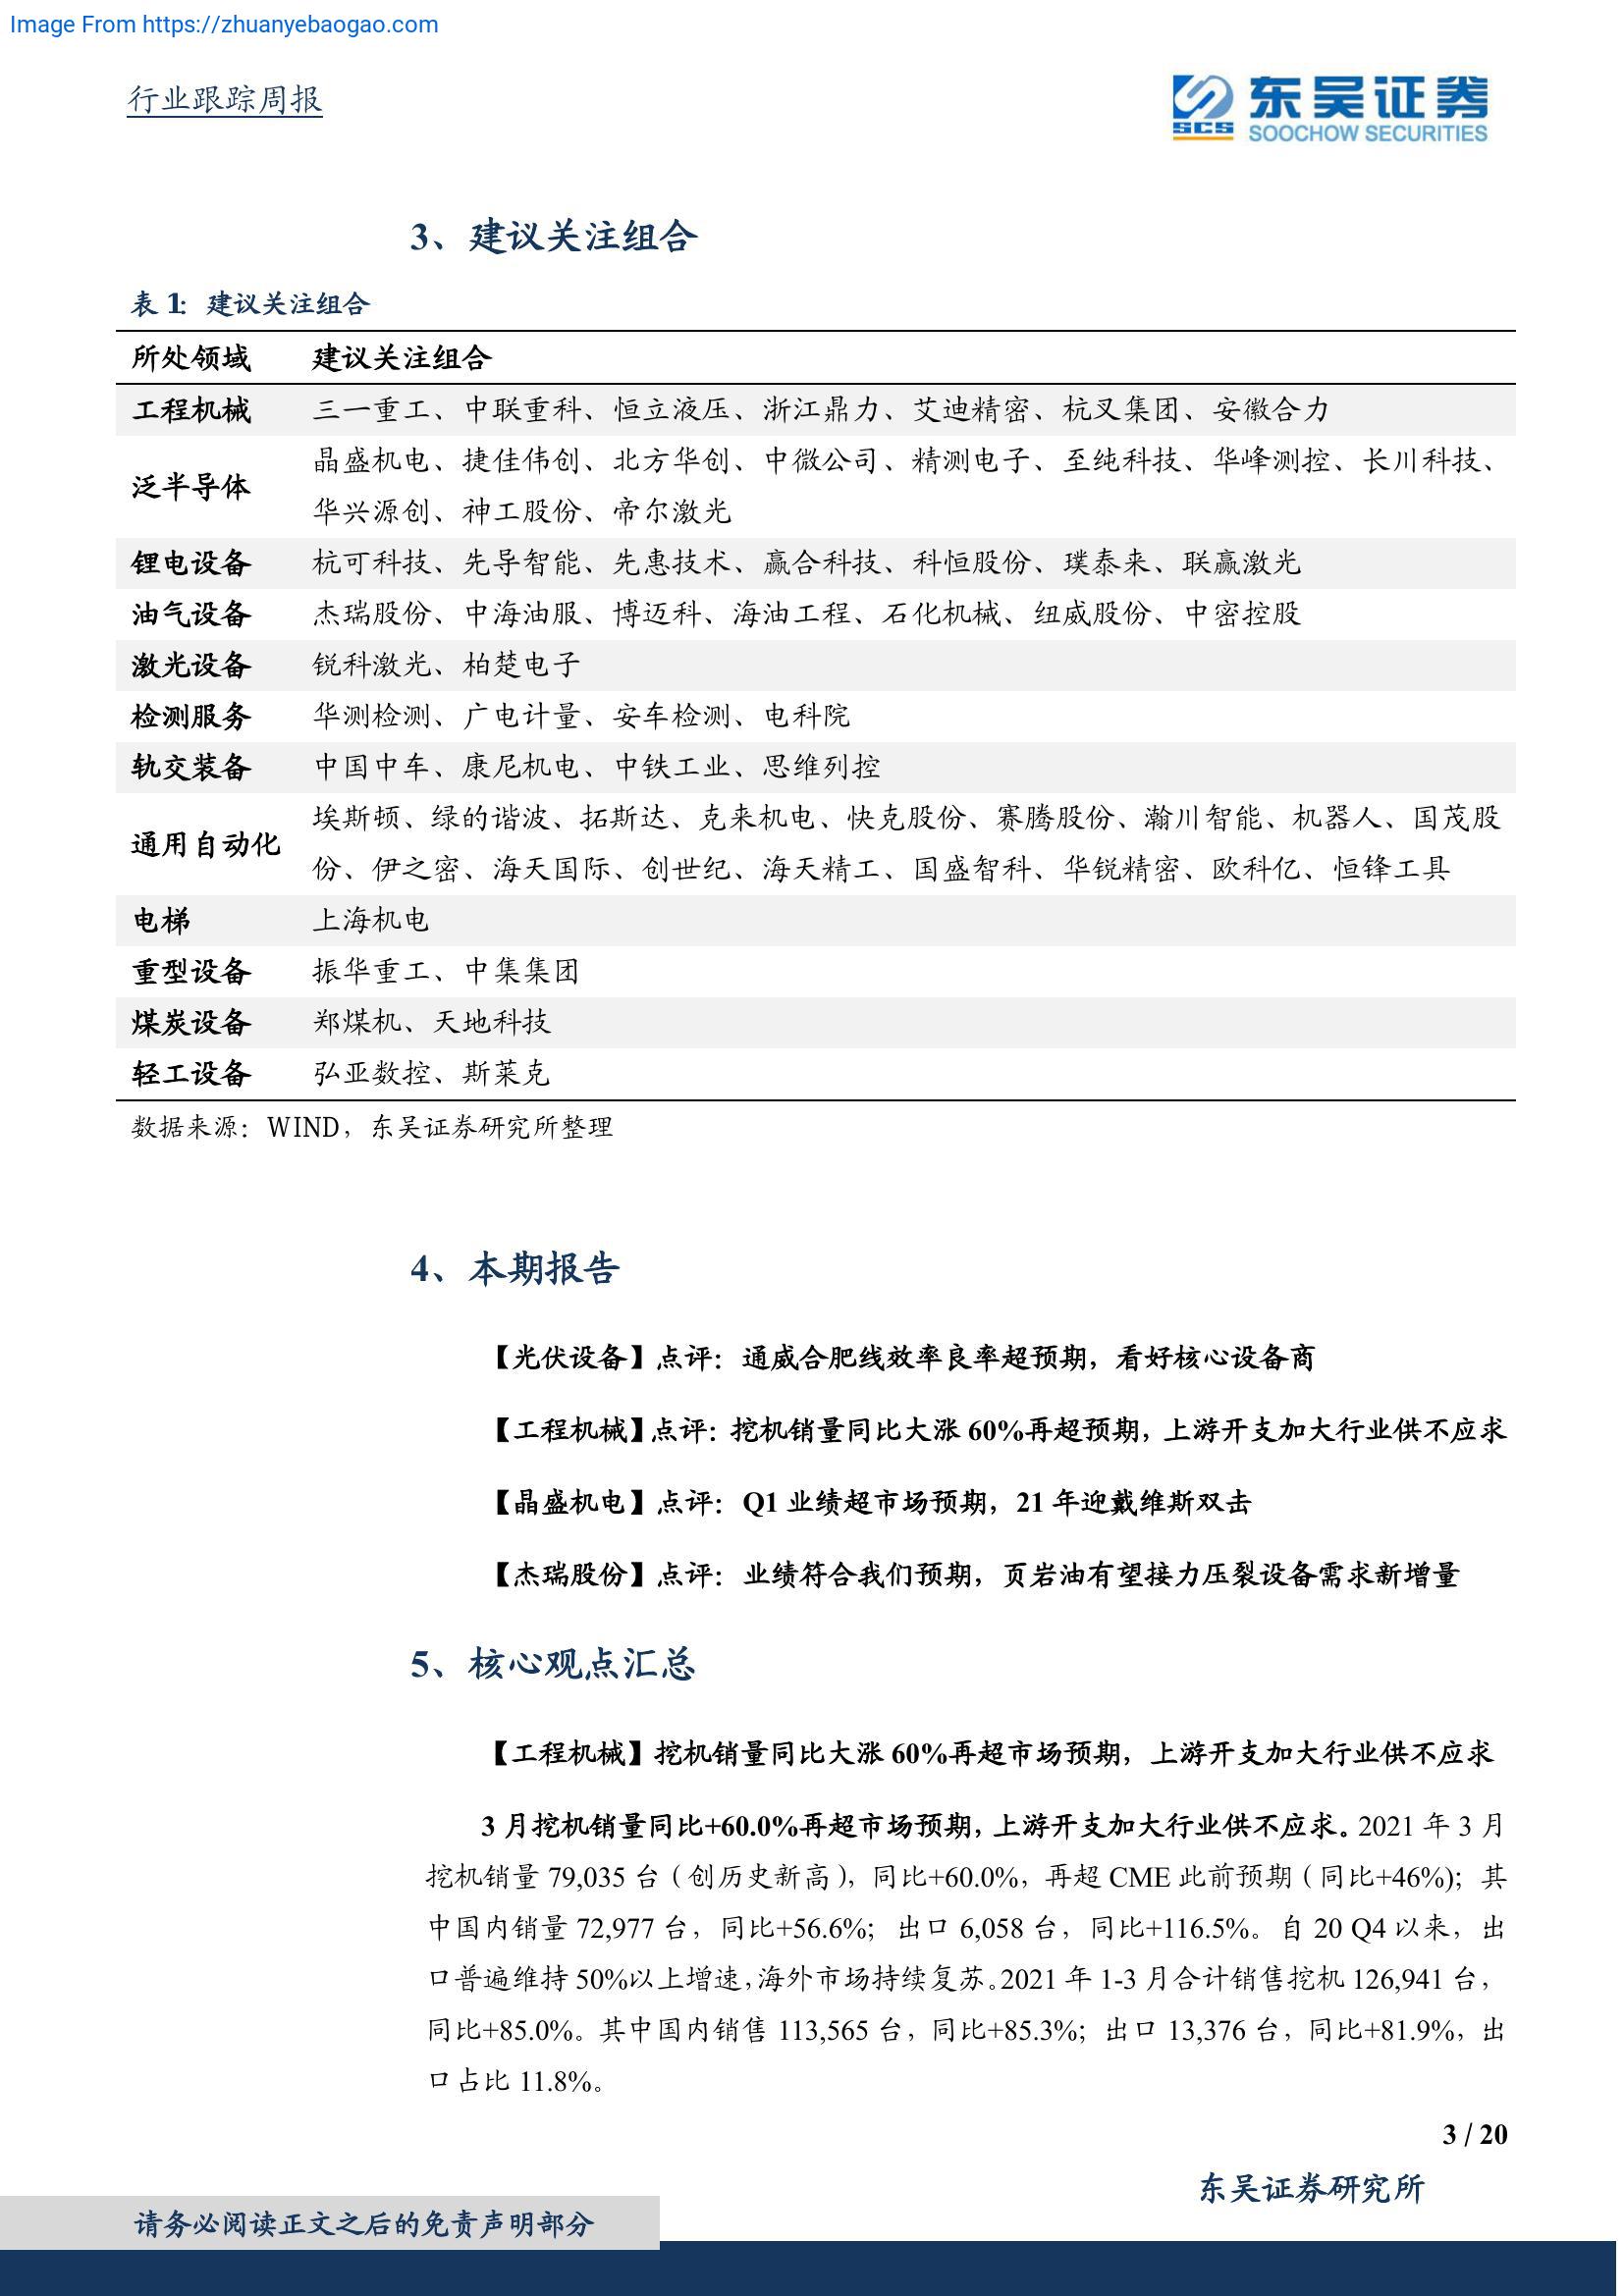 Image From https://zhuanyebaogao.com
行业跟踪周报
SCS 东吴证券
SOOCHOW SECURITIES
3、建议关注组合
表 1: 建议关注组合
所处领域 建议关注组合
工程机械 三一重工、中联重科、恒立液压、浙江鼎力、艾迪精密、杭叉集团、安徽合力
泛半导体 晶盛机电、捷佳伟创、北方华创、中微公司、精测电子、至纯科技、华峰测控、长川科技、
华兴源创、神工股份、帝尔激光
锂电设备 杭可科技、先导智能、先惠技术、赢合科技、科恒股份、璞泰来、联赢激光
油气设备 杰瑞股份、中海油服、博迈科、海油工程、石化机械、纽威股份、中密控股
激光设备 锐科激光、柏楚电子
检测服务 华测检测、广电计量、安车检测、电科院
轨交装备 中国中车、康尼机电、中铁工业、思维列控
通用自动化 埃斯顿、绿的谐波、拓斯达、克来机电、快克股份、赛腾股份、瀚川智能、机器人、国茂股
份、伊之密、海天国际、创世纪、海天精工、国盛智科、华锐精密、欧科亿、恒锋工具
电梯 上海机电
重型设备 振华重工、中集集团
煤炭设备 郑煤机、天地科技
轻工设备 弘亚数控、斯莱克
数据来源：WIND，东吴证券研究所整理
4、本期报告
【光伏设备】点评：通威合肥线效率良率超预期，看好核心设备商
【工程机械】点评：挖机销量同比大涨 60%再超预期，上游开支加大行业供不应求
【晶盛机电】点评：Q1 业绩超市场预期，21 年迎戴维斯双击
【杰瑞股份】点评：业绩符合我们预期，页岩油有望接力压裂设备需求新增量
5、核心观点汇总
【工程机械】挖机销量同比大涨 60%再超市场预期，上游开支加大行业供不应求
3 月挖机销量同比+60.0%再超市场预期，上游开支加大行业供不应求。2021 年 3 月
挖机销量 79,035 台（创历史新高），同比+60.0%，再超 CME 此前预期（同比+46%）；其
中国内销量 72,977 台，同比+56.6%；出口 6,058 台，同比+116.5%。自 20 Q4 以来，出
口普遍维持 50%以上增速，海外市场持续复苏。2021 年 1-3 月合计销售挖机 126,941 台，
同比+85.0%。其中国内销售 113,565 台，同比+85.3%；出口 13,376 台，同比+81.9%，出
口占比 11.8%。
3 / 20
东吴证券研究所
请务必阅读正文之后的免责声明部分